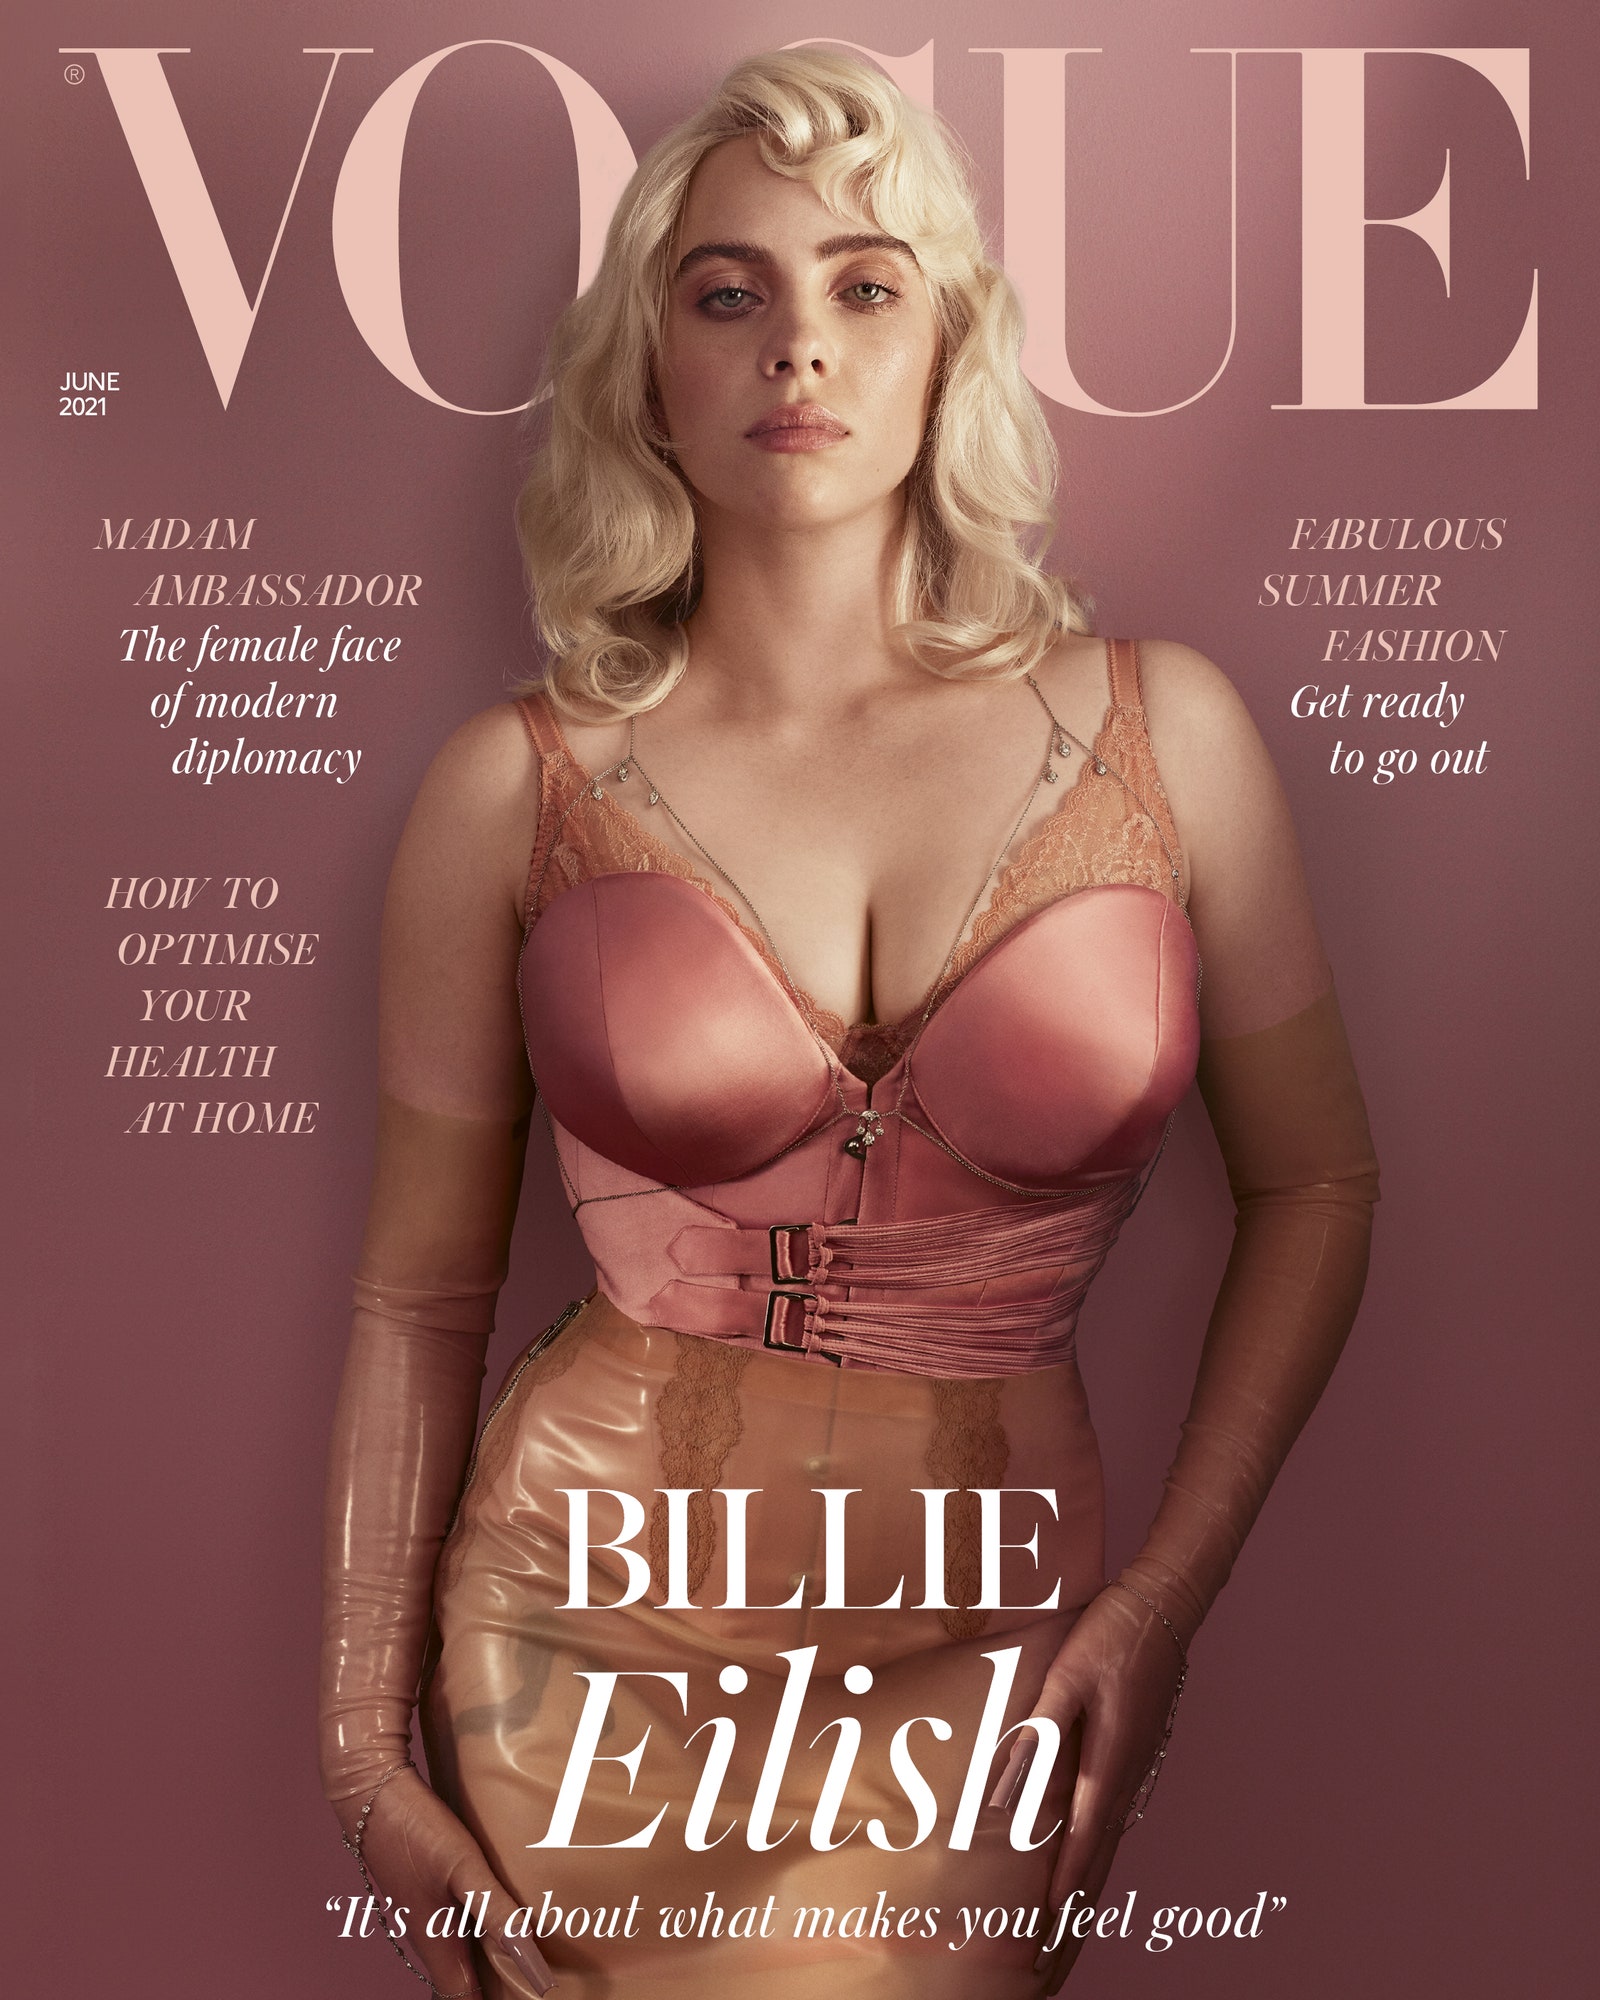 VOGUE
®
JUNE
2021
MADAM
AMBASSADOR
The female face
of modern
diplomacy
HOW TO
OPTIMISE
YOUR
HEALTH
AT HOME
FABULOUS
SUMMER
FASHION
Get ready
to go out
BILLIE
Eilish
“It’s all about what makes you feel good”